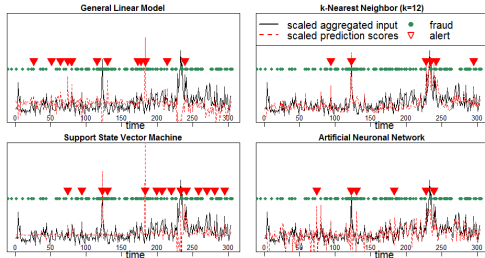 General Linear Model
0 50 100 150 200 250 300
time
k-Nearest Neighbor (k=12)
scaled aggregated input fraud
scaled prediction scores alert
0 50 100 150 200 250 300
time
Support State Vector Machine
0 50 100 150 200 250 300
time
Artificial Neuronal Network
0 50 100 150 200 250 300
time